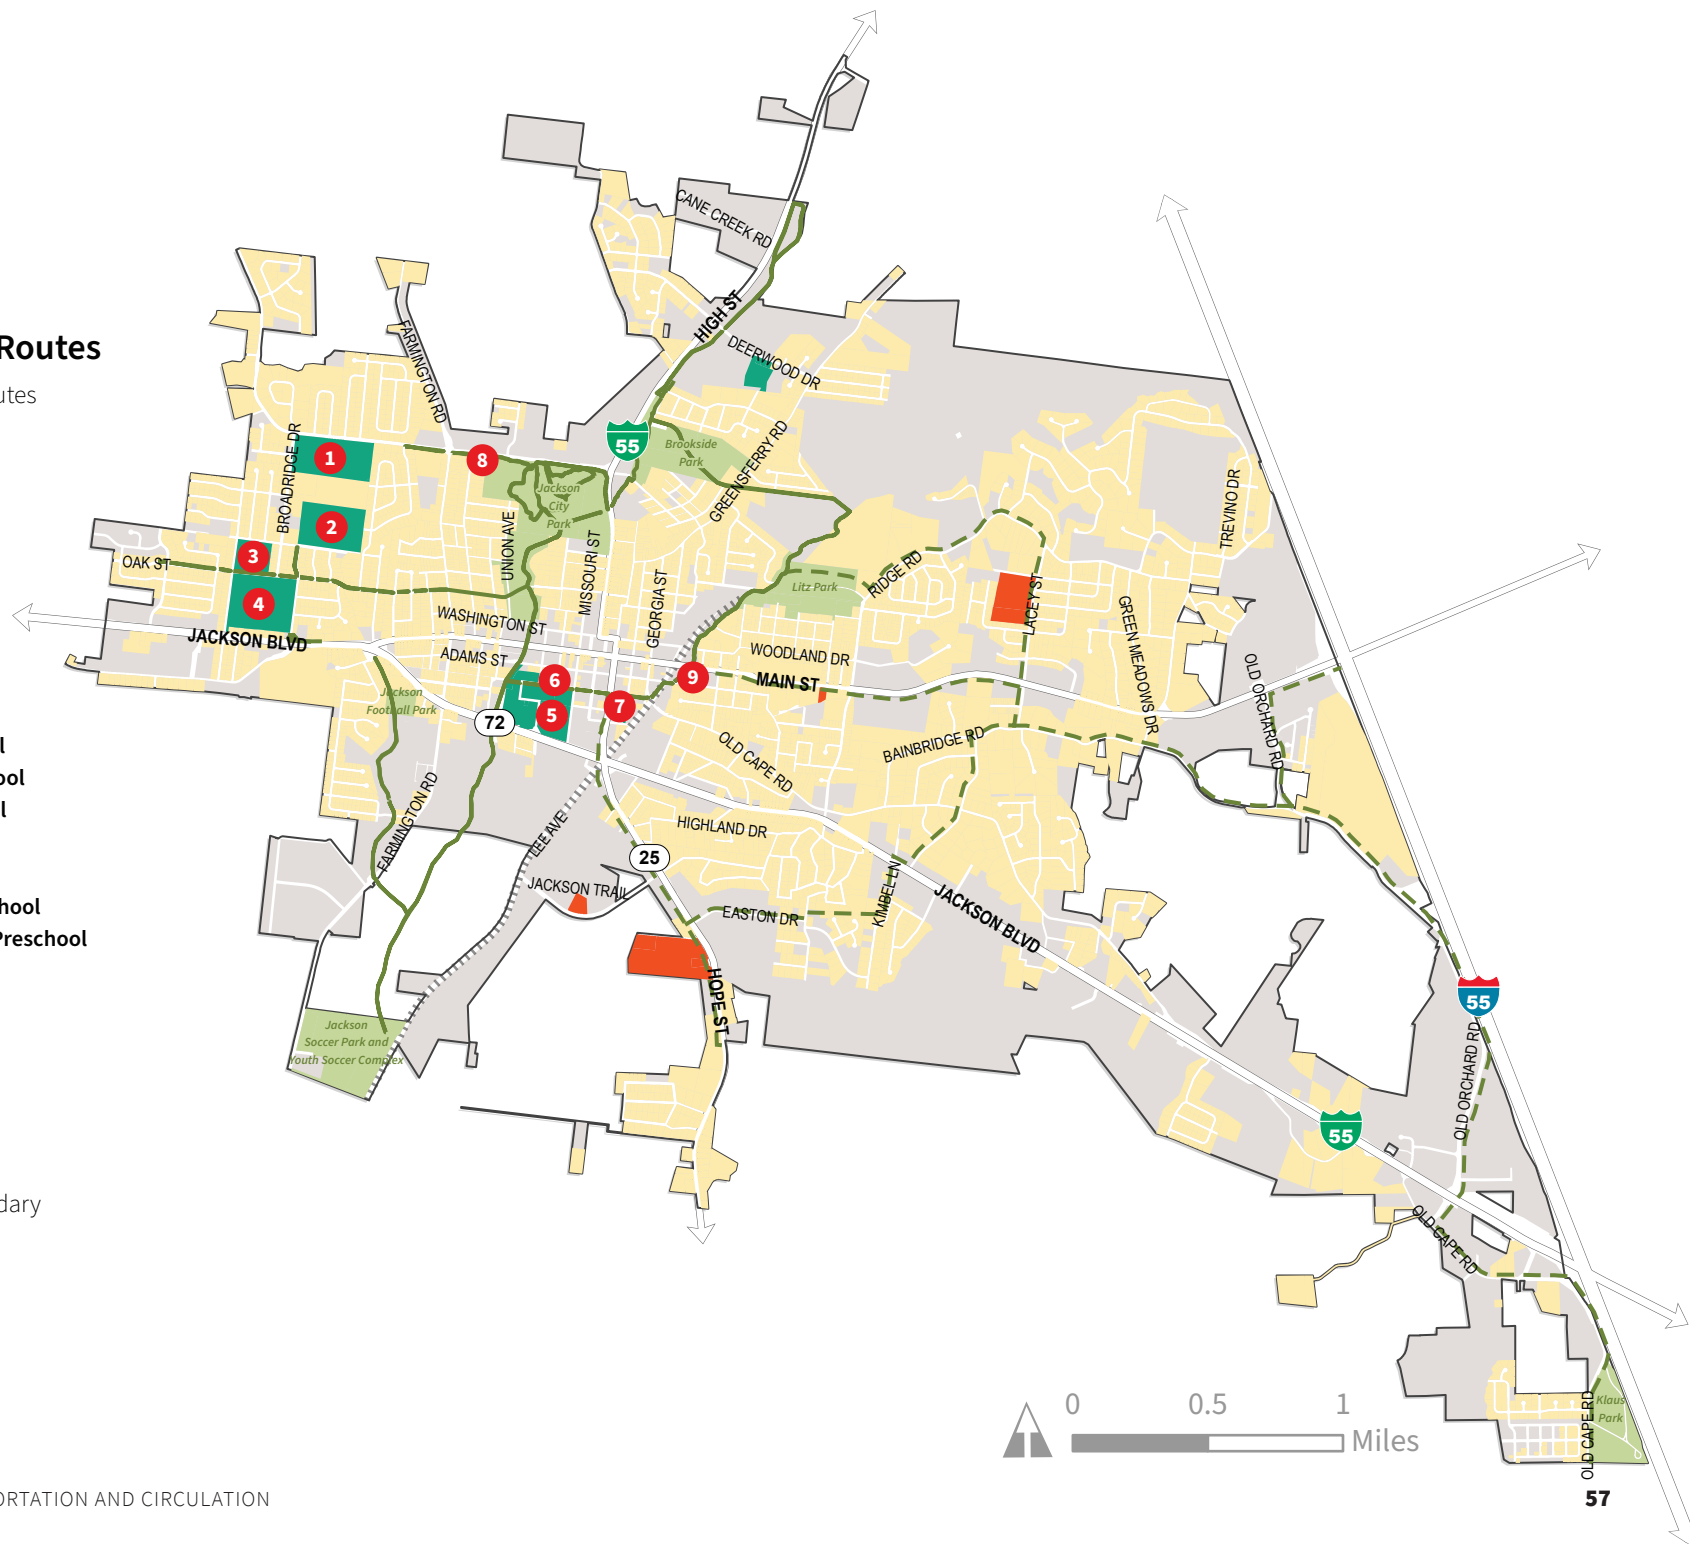 CANE CREEK RD
HIGH ST
Routes
FARMINGTON RD
DEERWOOD DR
utes
BROADRIDGE DR
55
Brookside
Park
GREENSFERRY RD
1
8
Jackson
City
Park
TREVINO DR
2
UNION AVE
MISSOURI ST
3
OAK ST
GEORGIA ST
Litz Park
RIDGE RD
LACEY ST
4
WASHINGTON ST
GREEN MEADOWS DR
JACKSON BLVD
ADAMS ST
WOODLAND DR
6
9
MAIN ST
OLD ORCHARD RD
Jackson
Football Park
7
5
72
BAINBRIDGE RD
l
OLD CAPE RD
ool
l
FARMINGTON RD
LEE AVE
HIGHLAND DR
25
JACKSON TRAIL
KIMBEL LN
EASTON DR
JACKSON BLVD
hool
Preschool
HOPE ST
55
Jackson
Soccer Park and
Youth Soccer Complex
OLD ORCHARD RD
55
dary
OLD CAPE RD
0 0.5 1
Miles
Klaus
Park
OLD CAPE RD
ORTATION AND CIRCULATION
57